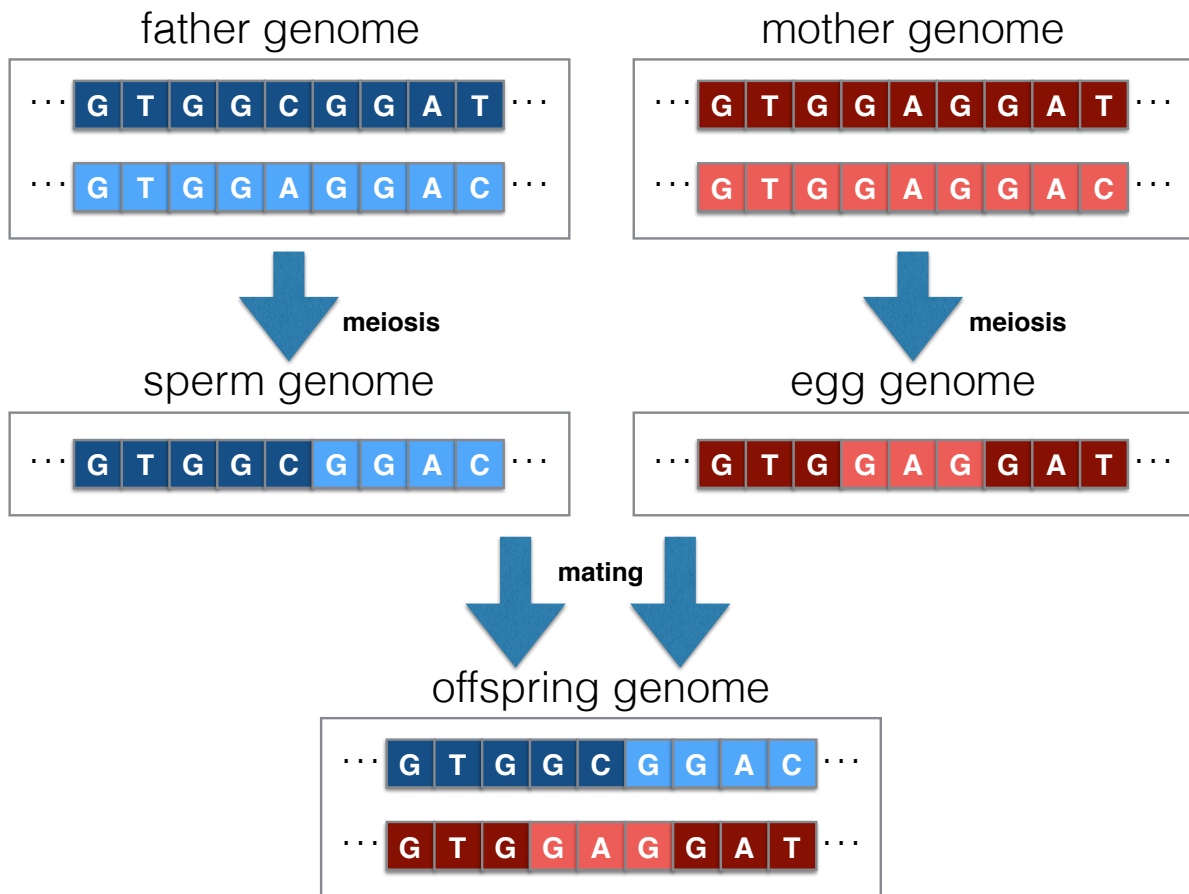 father genome
··· G T G G C G G A T ···
··· G T G G A G G A C ···
mother genome
··· G T G G A G G A T ···
··· G T G G A G G A C ···
meiosis
meiosis
sperm genome
··· G T G G C G G A C ···
egg genome
··· G T G G A G G A T ···
mating
offspring genome
··· G T G G C G G A C ···
··· G T G G A G G A T ···